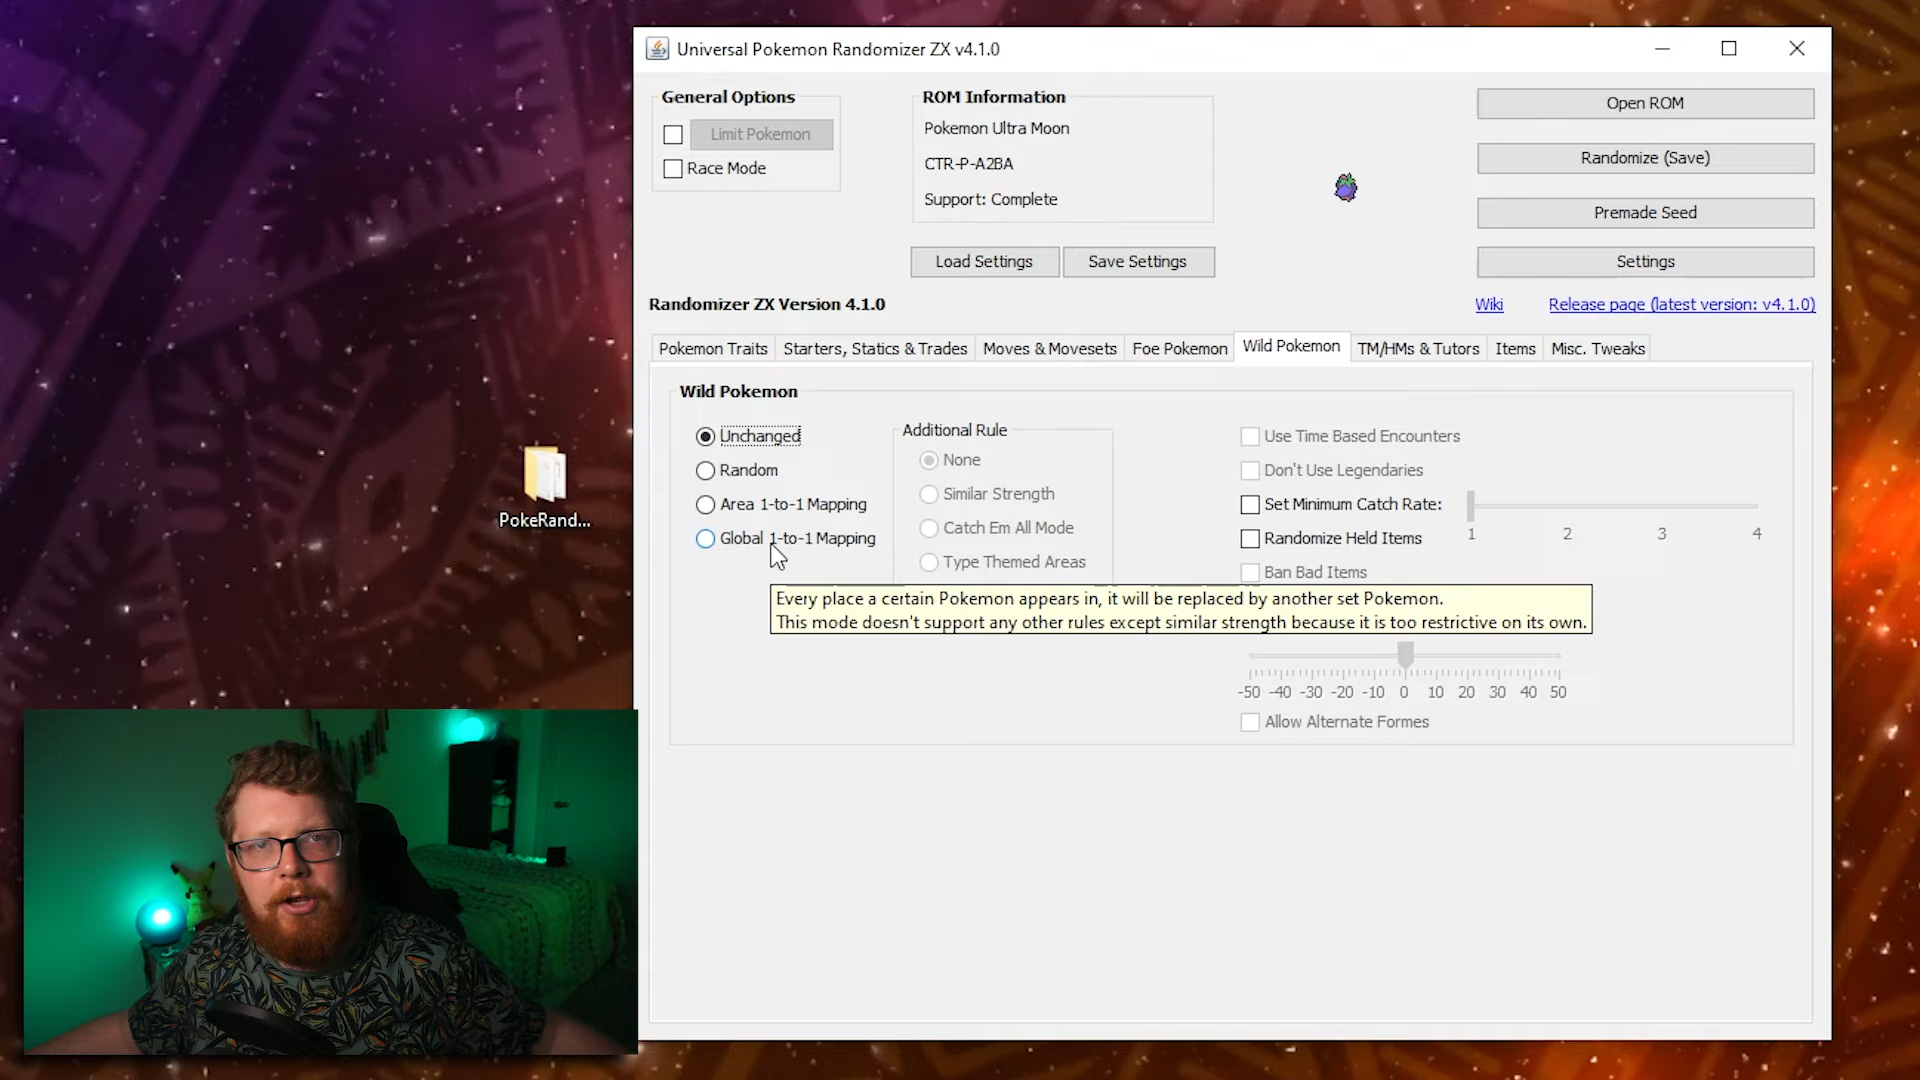 Universal Pokemon Randomizer ZX v4.1.0
General Options
Limit Pokemon
Race Mode
ROM Information
Pokemon Ultra Moon
CTR-P-A2BA
Support: Complete
Open ROM
Randomize (Save)
Premade Seed
Settings
Load Settings
Save Settings
Randomizer ZX Version 4.1.0
Wiki
Release page (latest version: v4.1.0)
Pokemon Traits
Starters, Statics & Trades
Moves & Movesets
Foe Pokemon
Wild Pokemon
TM/HMs & Tutors
Items
Misc. Tweaks
Wild Pokemon
Unchanged
Random
Area 1-to-1 Mapping
Global 1-to-1 Mapping
Additional Rule
None
Similar Strength
Catch Em All Mode
Type Themed Areas
Use Time Based Encounters
Don't Use Legendaries
Set Minimum Catch Rate:
1 2 3 4
Randomize Held Items
Ban Bad Items
Every place a certain Pokemon appears in, it will be replaced by another set Pokemon.
This mode doesn't support any other rules except similar strength because it is too restrictive on its own.
-50 -40 -30 -20 -10 0 10 20 30 40 50
Allow Alternate Formes
PokeRand...